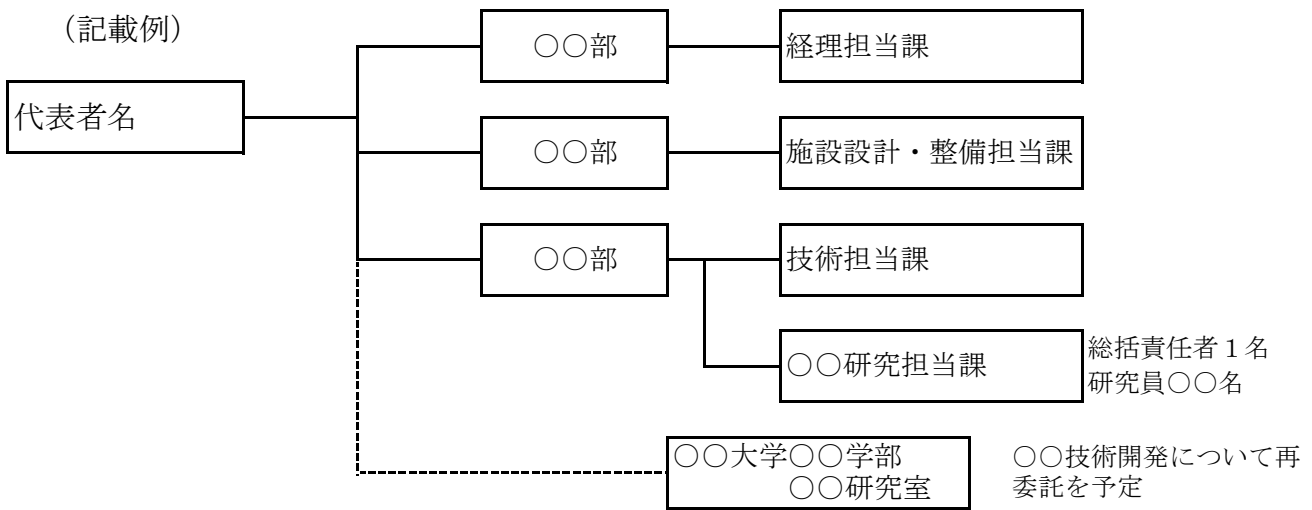 （記載例）
代表者名
○○部
経理担当課
○○部
施設設計・整備担当課
○○部
技術担当課
○○研究担当課
総括責任者１名
研究員○○名
○○大学○○学部
○○研究室
○○技術開発について再
委託を予定